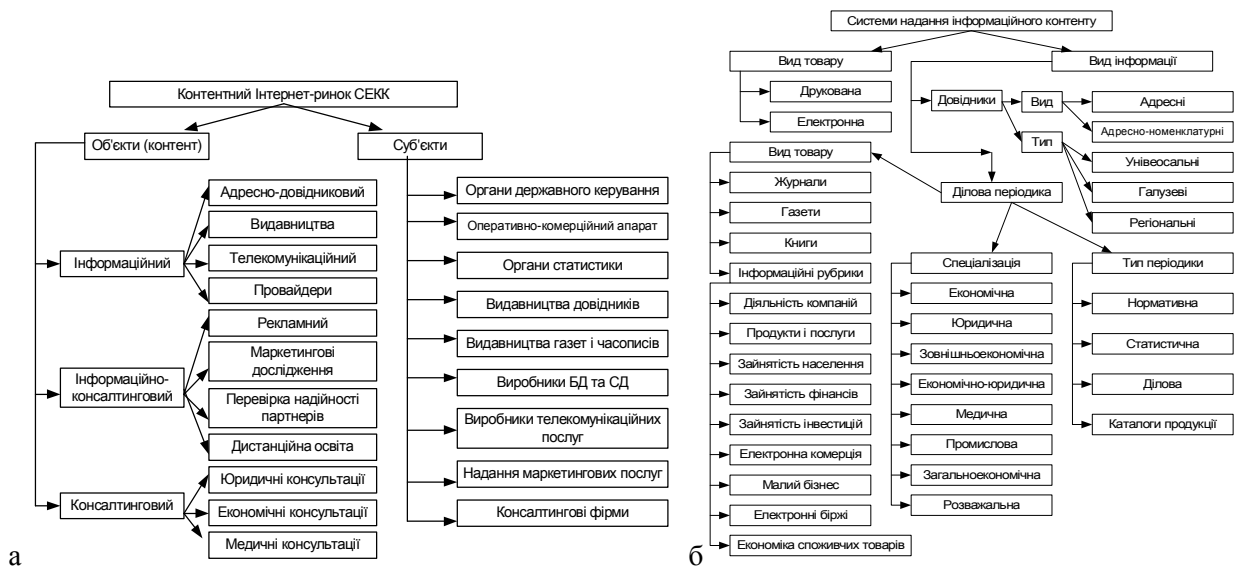 Контентний Інтернет-ринок СЕКК
Об'єкти (контент)
Суб'єкти
Інформаційний
Адресно-довідниковий
Видавництва
Телекомунікаційний
Провайдери
Інформаційно-
консалтинговий
Рекламний
Маркетингові
дослідження
Перевірка надійності
партнерів
Дистанційна освіта
Консалтинговий
Юридичні консультації
Економічні консультації
Медичні консультації
Органи державного керування
Оперативно-комерційний апарат
Органи статистики
Видавництва довідників
Видавництва газет і часописів
Виробники БД та СД
Виробники телекомунікаційних
послуг
Надання маркетингових послуг
Консалтингові фірми
а
Системи надання інформаційного контенту
Вид товару
Друкована
Електронна
Вид інформації
Довідники
Вид
Адресні
Адресно-номенклатурні
Тип
Унівеосальні
Галузеві
Регіональні
Ділова періодика
Вид товару
Журнали
Газети
Книги
Інформаційні рубрики
Діяльність компаній
Продукти і послуги
Зайнятість населення
Зайнятість фінансів
Зайнятість інвестицій
Електронна комерція
Малий бізнес
Електронні біржі
Економіка споживчих товарів
Спеціалізація
Економічна
Юридична
Зовнішньоекономічна
Економічно-юридична
Медична
Промислова
Загальноекономічна
Розважальна
Тип періодики
Нормативна
Статистична
Ділова
Каталоги продукції
б